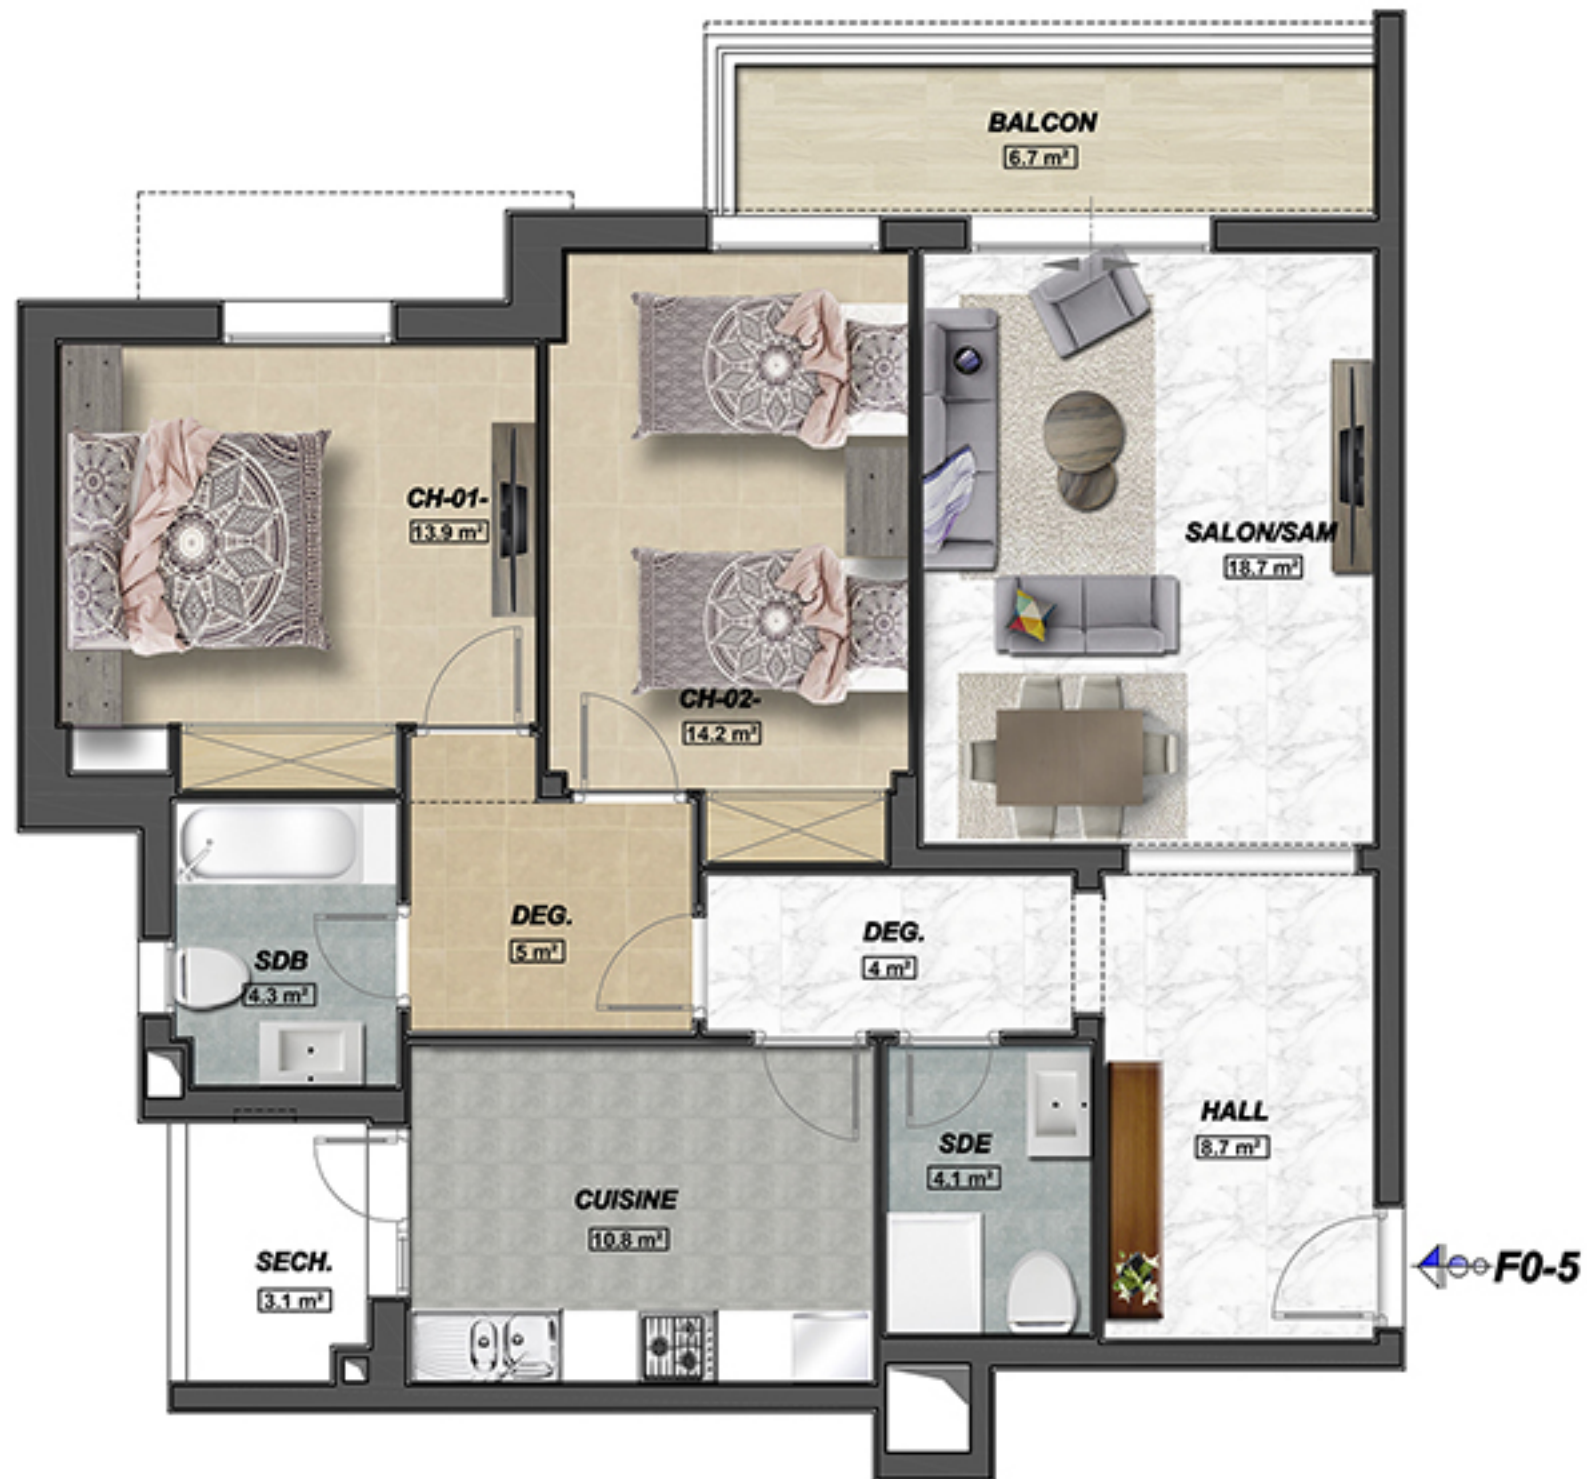 BALCON
6.7 m²
CH-01-
13.9 m²
CH-02-
14.2 m²
SALON/SAM
18.7 m²
DEG.
5 m²
DEG.
4 m²
SDB
4.3 m²
HALL
8.7 m²
SDE
4.1 m²
CUISINE
10.8 m²
SECH.
3.1 m²
F0-5